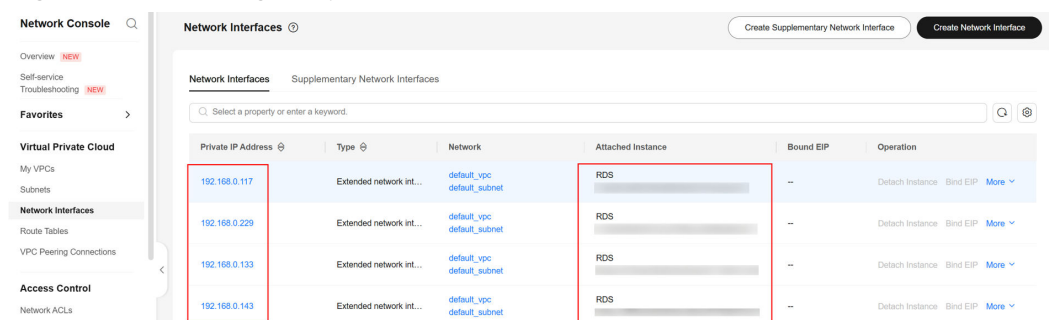 Network Console
Network Interfaces
Create Supplementary Network Interface
Create Network Interface
Overview NEW
Self-service
Troubleshooting NEW
Favorites
Virtual Private Cloud
My VPCs
Subnets
Network Interfaces
Route Tables
VPC Peering Connections
Access Control
Network ACLs
Network Interfaces Supplementary Network Interfaces
Select a property or enter a keyword.
Private IP Address Type Network Attached Instance Bound EIP Operation
192.168.0.117 Extended network int... default_vpc RDS -- Detach Instance Bind EIP More
default_subnet
192.168.0.229 Extended network int... default_vpc RDS -- Detach Instance Bind EIP More
default_subnet
192.168.0.133 Extended network int... default_vpc RDS -- Detach Instance Bind EIP More
default_subnet
192.168.0.143 Extended network int... default_vpc RDS -- Detach Instance Bind EIP More
default_subnet